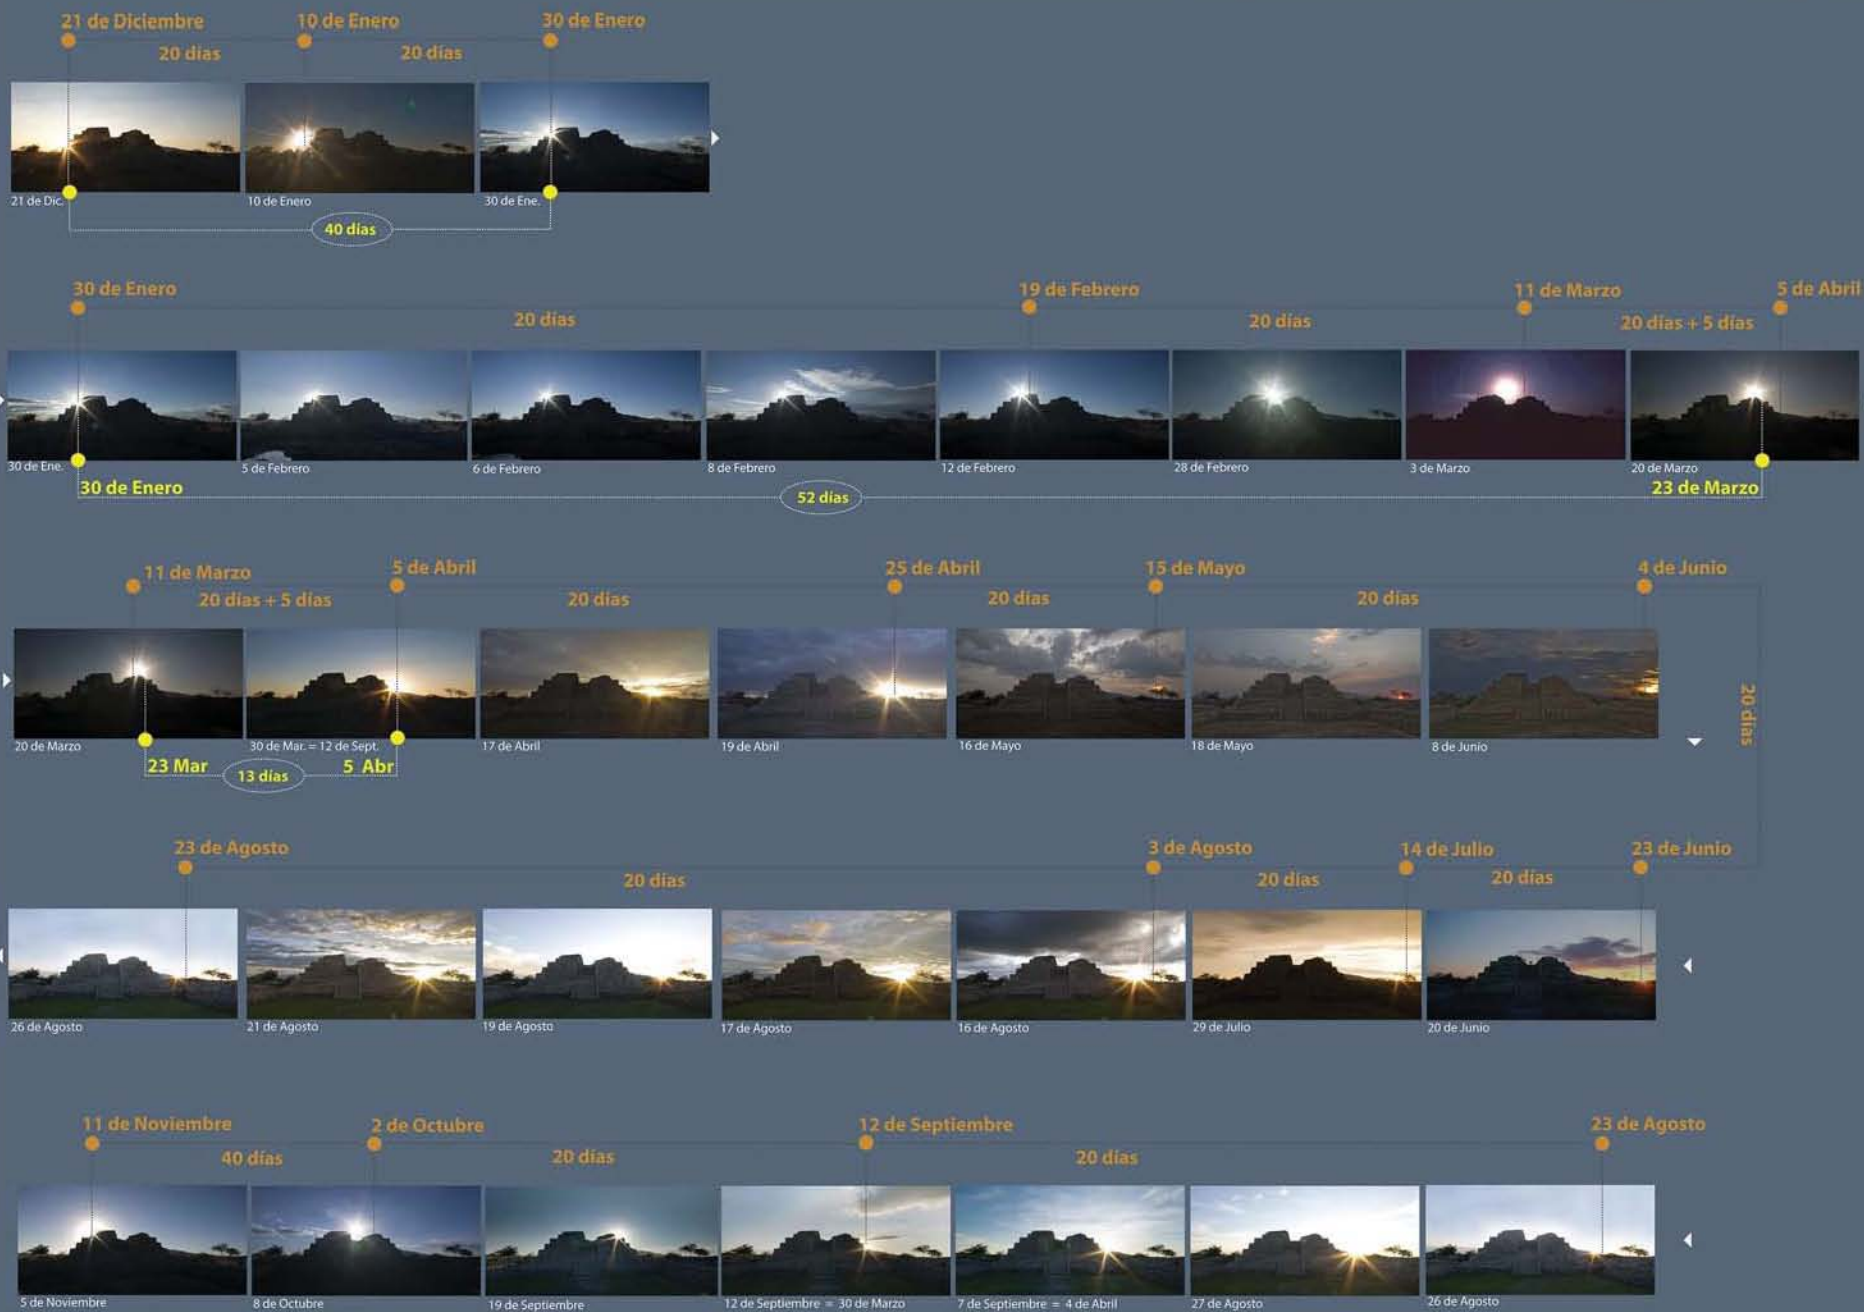 21 de Diciembre 10 de Enero 30 de Enero
20 días 20 días
21 de Dic. 10 de Enero 30 de Ene.
40 días
30 de Enero 19 de Febrero 11 de Marzo 5 de Abril
20 días 20 días 20 días + 5 días
30 de Ene. 5 de Febrero 6 de Febrero 8 de Febrero 12 de Febrero 28 de Febrero 3 de Marzo 20 de Marzo
30 de Enero 52 días 23 de Marzo
11 de Marzo 5 de Abril 25 de Abril 15 de Mayo 4 de Junio
20 días + 5 días 20 días 20 días 20 días
20 días
20 de Marzo 30 de Mar. = 12 de Sept. 17 de Abril 19 de Abril 16 de Mayo 18 de Mayo 8 de Junio
23 Mar 13 días 5 Abr
23 de Agosto 3 de Agosto 14 de Julio 23 de Junio
20 días 20 días 20 días
26 de Agosto 21 de Agosto 19 de Agosto 17 de Agosto 16 de Agosto 29 de Julio 20 de Junio
11 de Noviembre 2 de Octubre 12 de Septiembre 23 de Agosto
40 días 20 días 20 días
5 de Noviembre 8 de Octubre 19 de Septiembre 12 de Septiembre = 30 de Marzo 7 de Septiembre = 4 de Abril 27 de Agosto 26 de Agosto